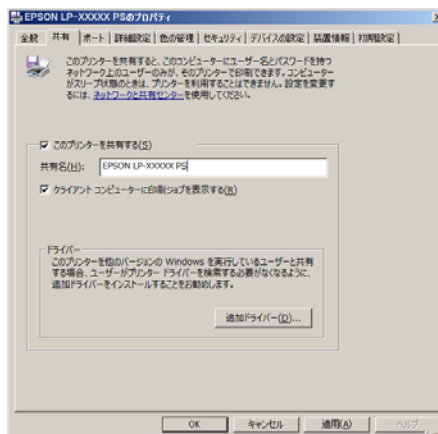 EPSON LP-XXXXX PSのプロパティ
全般 共有 ポート 詳細設定 色の管理 セキュリティ デバイスの設定 装置情報 初期設定
このプリンターを共有すると、このコンピューターにユーザー名とパスワードを持つ
ネットワーク上のユーザーのみが、そのプリンターで印刷できます。コンピューター
がスリープ状態のときは、プリンターを利用することはできません。設定を変更す
るには、ネットワークと共有センターを使用してください。
このプリンターを共有する(S)
共有名(H): EPSON LP-XXXXX PS
クライアント コンピューターに印刷ジョブを表示する(R)
ドライバー
このプリンターを他のバージョンの Windows を実行しているユーザーと共有
する場合、ユーザーがプリンター ドライバーを検索する必要がなくなるように、
追加ドライバーをインストールすることをお勧めします。
追加ドライバー(D)...
OK キャンセル 適用(A) ヘルプ